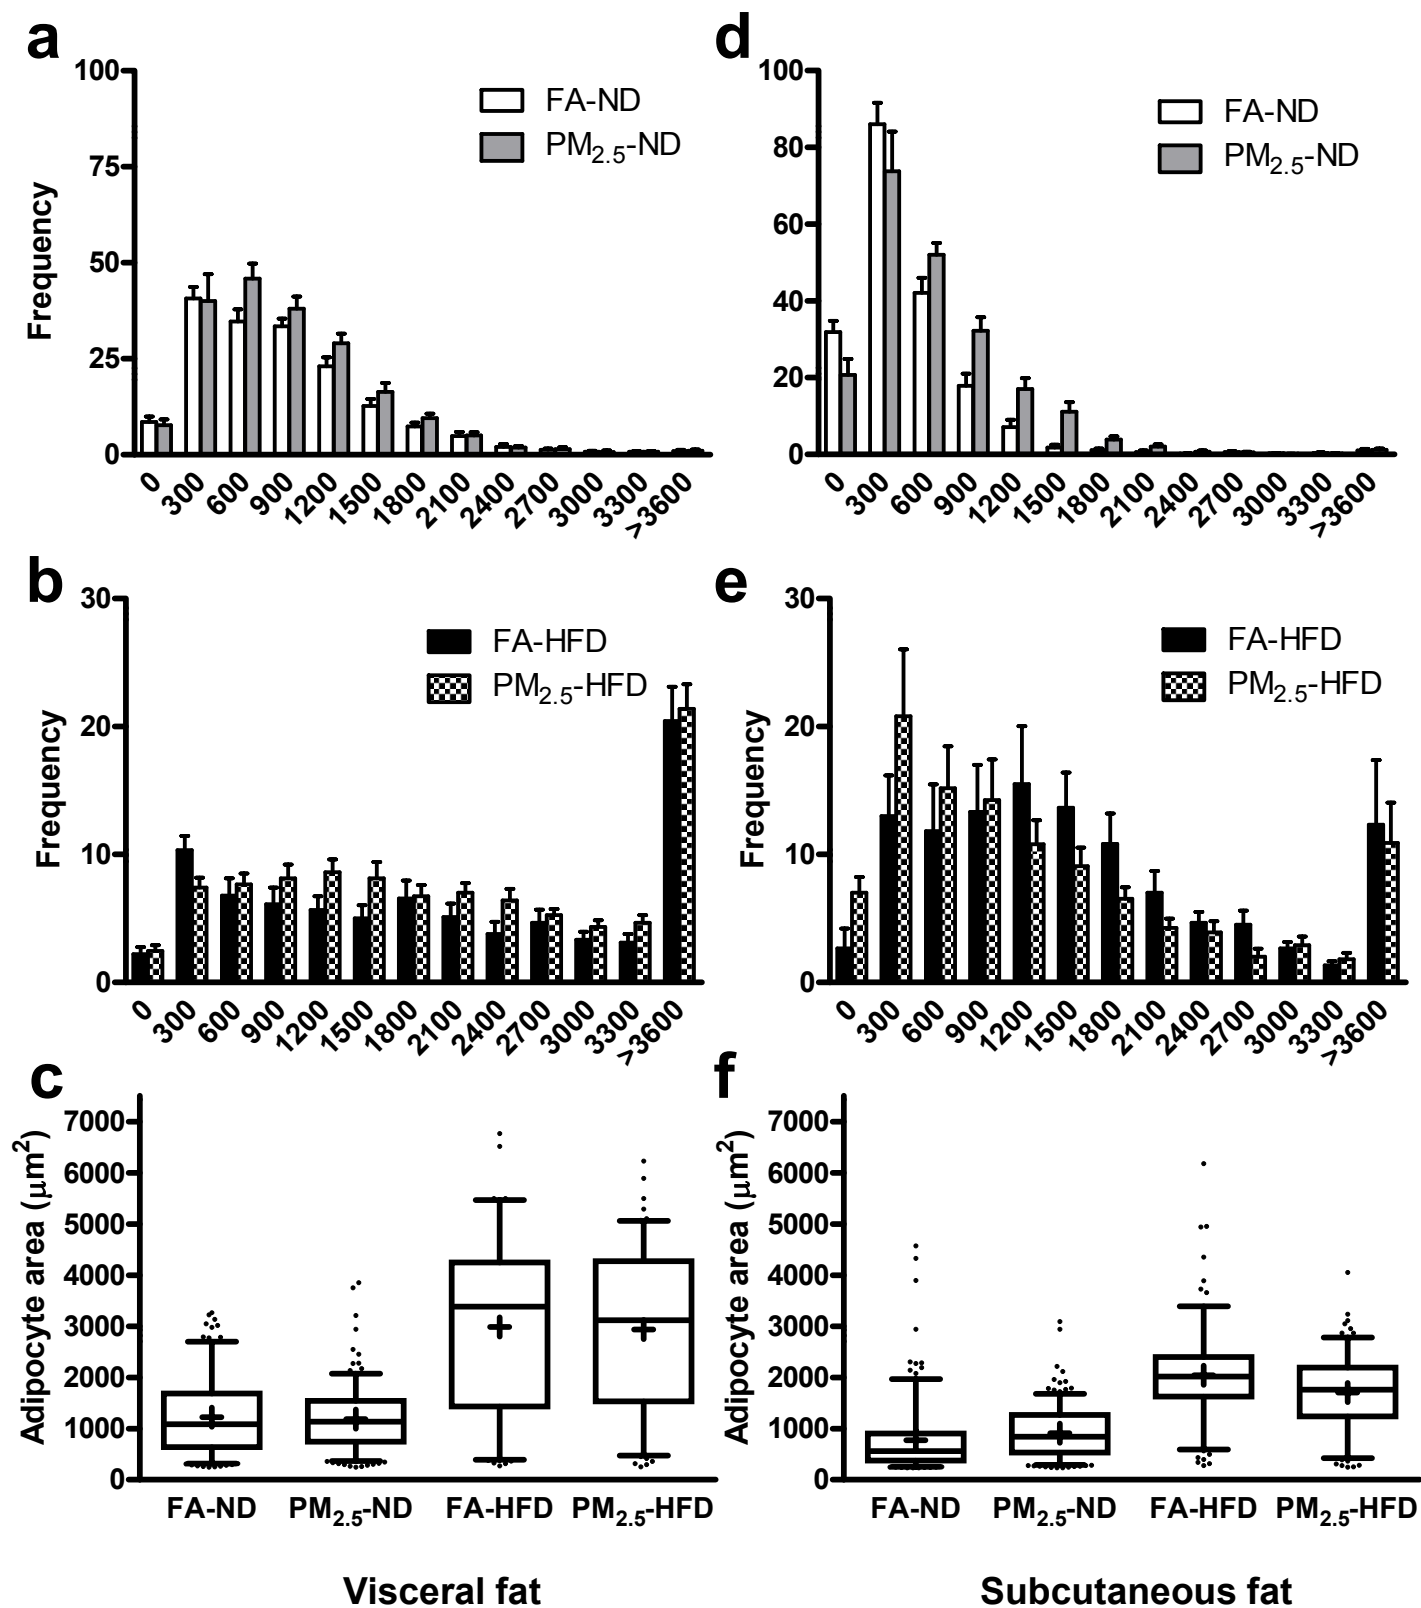 a
100
75
50
25
0
Frequency
FA-ND
PM2.5-ND
0 300 600 900 1200 1500 1800 2100 2400 2700 3000 3300 >3600
d
100
80
60
40
20
0
FA-ND
PM2.5-ND
0 300 600 900 1200 1500 1800 2100 2400 2700 3000 3300 >3600
b
30
20
10
0
Frequency
FA-HFD
PM2.5-HFD
0 300 600 900 1200 1500 1800 2100 2400 2700 3000 3300 >3600
e
30
20
10
0
Frequency
FA-HFD
PM2.5-HFD
0 300 600 900 1200 1500 1800 2100 2400 2700 3000 3300 >3600
c
7000
6000
5000
4000
3000
2000
1000
0
Adipocyte area (μm2)
FA-ND PM2.5-ND FA-HFD PM2.5-HFD
Visceral fat
f
7000
6000
5000
4000
3000
2000
1000
0
Adipocyte area (μm2)
FA-ND PM2.5-ND FA-HFD PM2.5-HFD
Subcutaneous fat